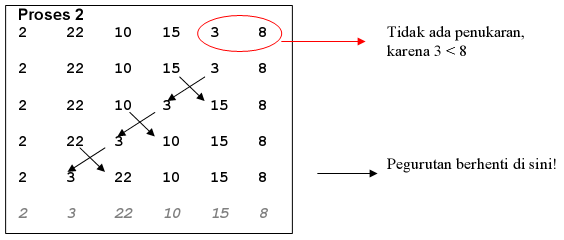 Proses 2
2 22 10 15 3 8
Tidak ada penukaran,
karena 3 < 8
2 22 10 15 3 8
2 22 10 3 15 8
2 22 3 10 15 8
2 3 22 10 15 8
Pegurutan berhenti di sini!
2 3 22 10 15 8